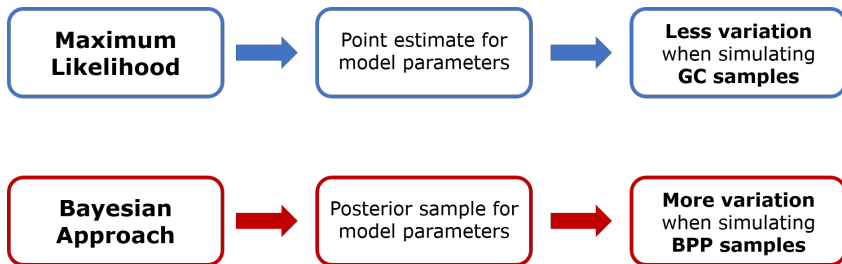 Maximum
Likelihood
Point estimate for
model parameters
Less variation
when simulating
GC samples
Bayesian
Approach
Posterior sample for
model parameters
More variation
when simulating
BPP samples